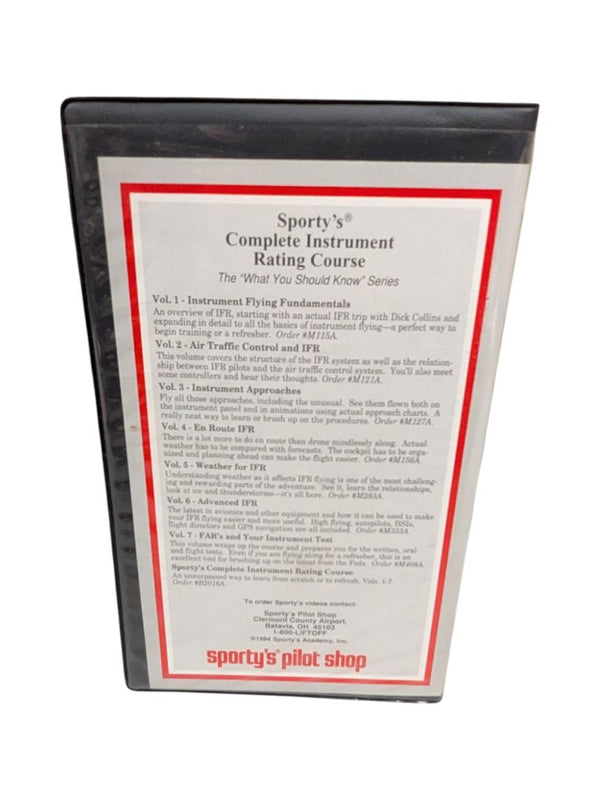 Sporty's®
Complete Instrument
Rating Course
The "What You Should Know" Series
Vol. 1 - Instrument Flying Fundamentals
An overview of IFR, starting with an actual IFR trip with Dick Collins and
expanding in detail to all the basics of instrument flying—a perfect way to
begin training or a refresher. Order #M115A.
Vol. 2 - Air Traffic Control and IFR
This volume covers the structure of the IFR system as well as the relation-
ship between IFR pilots and the air traffic control system. You'll also meet
some controllers and hear their thoughts. Order #M121A.
Vol. 3 - Instrument Approaches
Fly all those approaches, including the unusual. See them flown both on
the instrument panel and in animations using actual approach charts. A
really neat way to learn or brush up on the procedures. Order #M127A.
Vol. 4 - En Route IFR
There is a lot more to do en route than drone mindlessly along. Actual
weather has to be compared with forecasts. The cockpit has to be orga-
nized and planning ahead can make the flight easier. Order #M156A.
Vol. 5 - Weather for IFR
Understanding weather as it affects IFR flying is one of the most challeng-
ing and rewarding parts of the adventure. See it, learn the relationships,
look at ice and thunderstorms—it's all here. Order #M283A.
Vol. 6 - Advanced IFR
The latest in avionics and other equipment and how it can be used to make
your IFR flying easier and more useful. High flying, autopilots, HSIs,
flight directors and GPS navigation are all included. Order #M333A.
Vol. 7 - FAR's and Your Instrument Test
This volume wraps up the course and prepares you for the written, oral
and flight tests. Even if you are flying along for a refresher, this is an
excellent tool for brushing up on the latest from the Feds. Order #M408A.
Sporty's Complete Instrument Rating Course
An unsurpassed way to learn from scratch or to refresh. Vols. 1-7.
Order #B2016A.
To order Sporty's videos contact:
Sporty's Pilot Shop
Clermont County Airport,
Batavia, OH 45103
1-800-LIFTOFF
©1994 Sporty's Academy, Inc.
sporty's® pilot shop